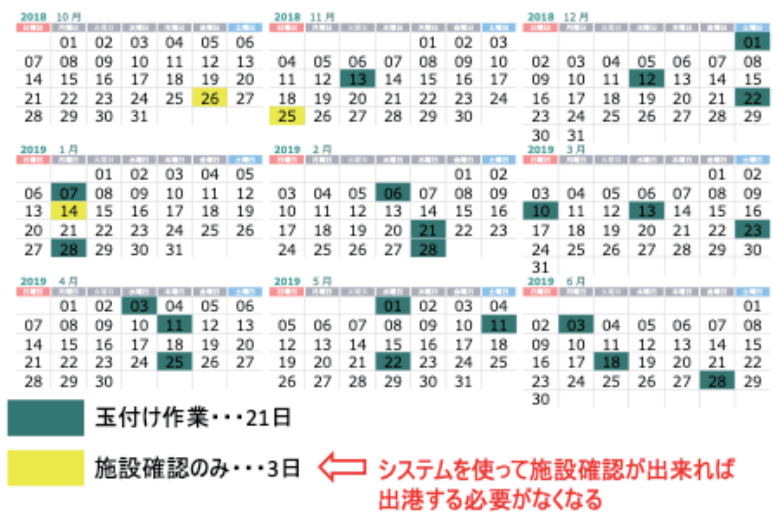 2018 10月
01 02 03 04 05 06
07 08 09 10 11 12 13
14 15 16 17 18 19 20
21 22 23 24 25 26 27
28 29 30 31
2018 11月
01 02 03
04 05 06 07 08 09 10
11 12 13 14 15 16 17
18 19 20 21 22 23 24
25 26 27 28 29 30
2018 12月
01
02 03 04 05 06 07 08
09 10 11 12 13 14 15
16 17 18 19 20 21 22
23 24 25 26 27 28 29
30 31
2019 1月
01 02 03 04 05
06 07 08 09 10 11 12
13 14 15 16 17 18 19
20 21 22 23 24 25 26
27 28 29 30 31
2019 2月
01 02
03 04 05 06 07 08 09
10 11 12 13 14 15 16
17 18 19 20 21 22 23
24 25 26 27 28
2019 3月
01 02
03 04 05 06 07 08 09
10 11 12 13 14 15 16
17 18 19 20 21 22 23
24 25 26 27 28 29 30
31
2019 4月
01 02 03 04 05 06
07 08 09 10 11 12 13
14 15 16 17 18 19 20
21 22 23 24 25 26 27
28 29 30
2019 5月
01 02 03 04
05 06 07 08 09 10 11
12 13 14 15 16 17 18
19 20 21 22 23 24 25
26 27 28 29 30 31
2019 6月
01
02 03 04 05 06 07 08
09 10 11 12 13 14 15
16 17 18 19 20 21 22
23 24 25 26 27 28 29
30
玉付け作業・・・21日
施設確認のみ・・・3日
システムを使って施設確認が出来れば
出港する必要がなくなる